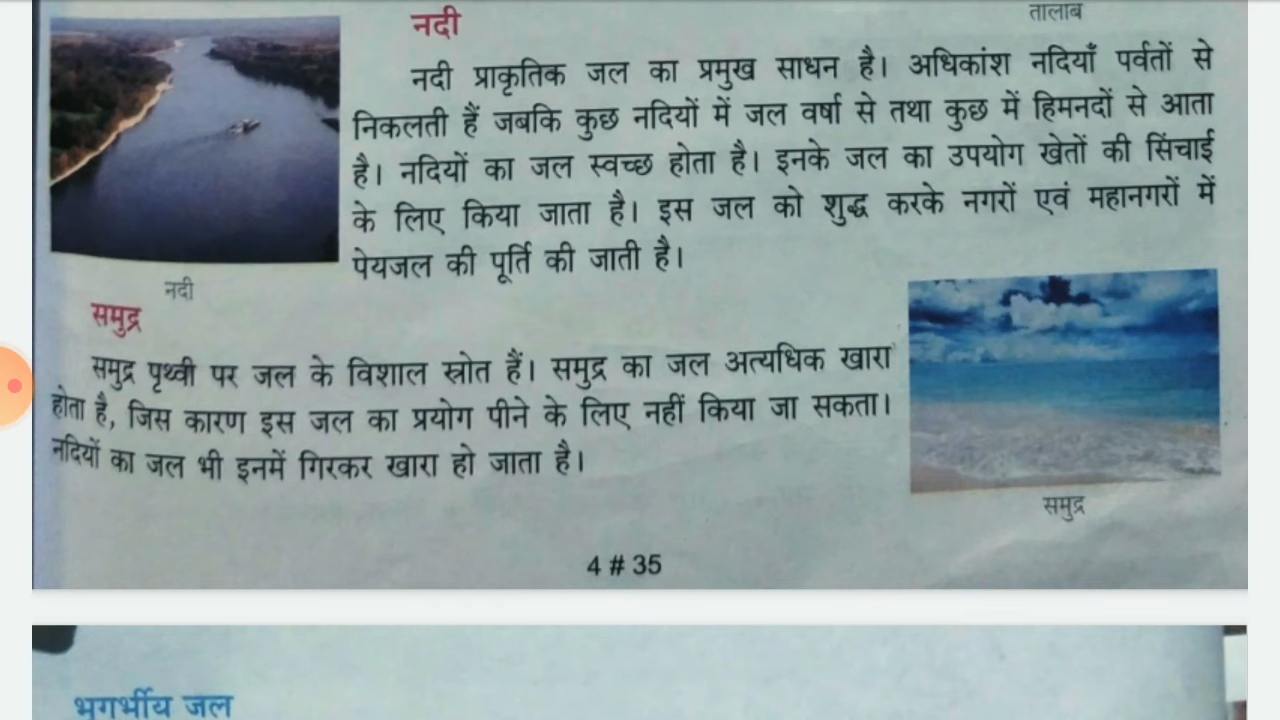 तालाब
नदी
नदी प्राकृतिक जल का प्रमुख साधन है। अधिकांश नदियाँ पर्वतों से
निकलती हैं जबकि कुछ नदियों में जल वर्षा से तथा कुछ में हिमनदों से आता
है। नदियों का जल स्वच्छ होता है। इनके जल का उपयोग खेतों की सिंचाई
के लिए किया जाता है। इस जल को शुद्ध करके नगरों एवं महानगरों में
पेयजल की पूर्ति की जाती है।
नदी
समुद्र
समुद्र पृथ्वी पर जल के विशाल स्रोत हैं। समुद्र का जल अत्यधिक खारा
होता है, जिस कारण इस जल का प्रयोग पीने के लिए नहीं किया जा सकता।
नदियों का जल भी इनमें गिरकर खारा हो जाता है।
समुद्र
4 # 35
भूगर्भीय जल